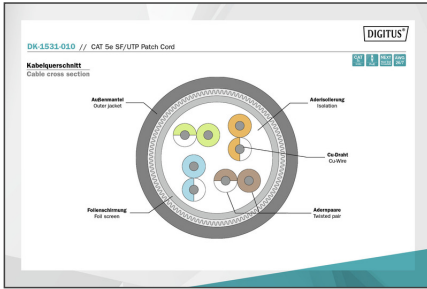 DIGITUS®
DK-1531-010 // CAT 5e SF/UTP Patch Cord
Kabelquerschnitt
Cable cross section
Außenmantel
Outer jacket
Aderisolierung
Isolation
Cu-Draht
Cu-Wire
Folienschirmung
Foil screen
Aderspaare
Twisted pair